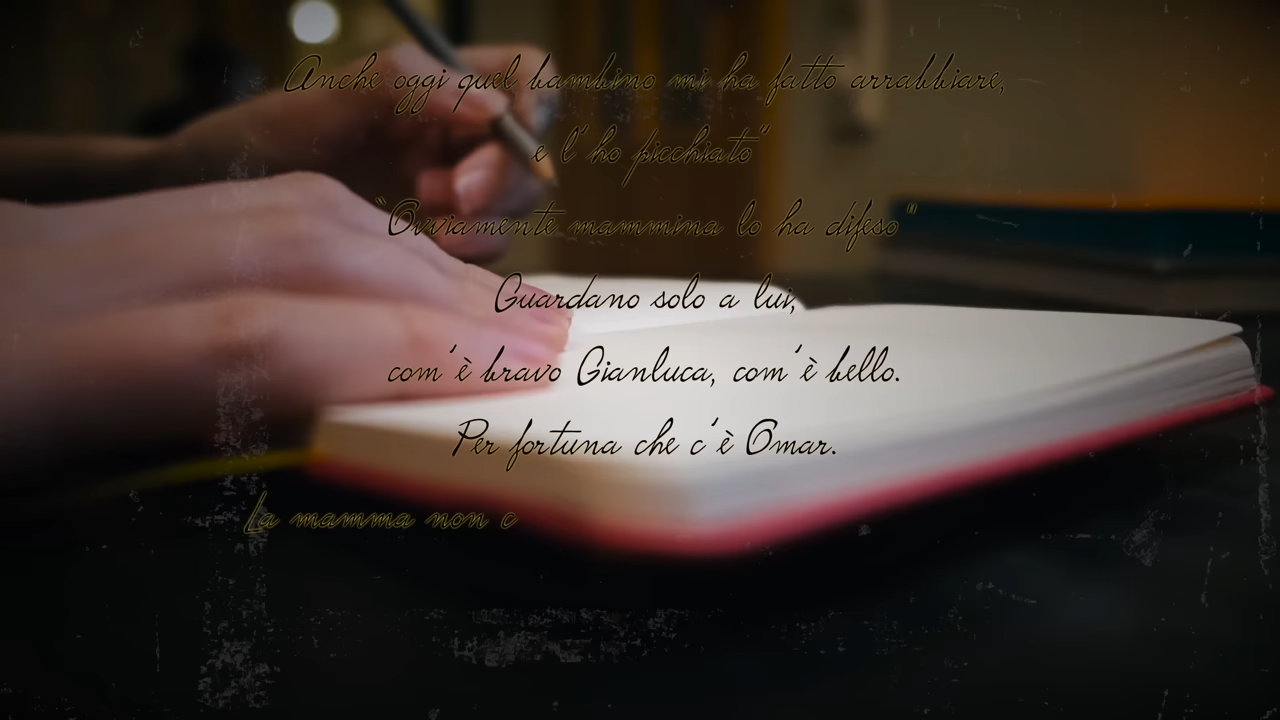 Anche oggi quel bambino mi ha fatto arrabbiare,
e l'ho picchiato"
"Ovviamente mammina lo ha difeso"
Guardano solo a lui,
com'è bravo Gianluca, com'è bello.
Per fortuna che c'è Omar.
La mamma non c